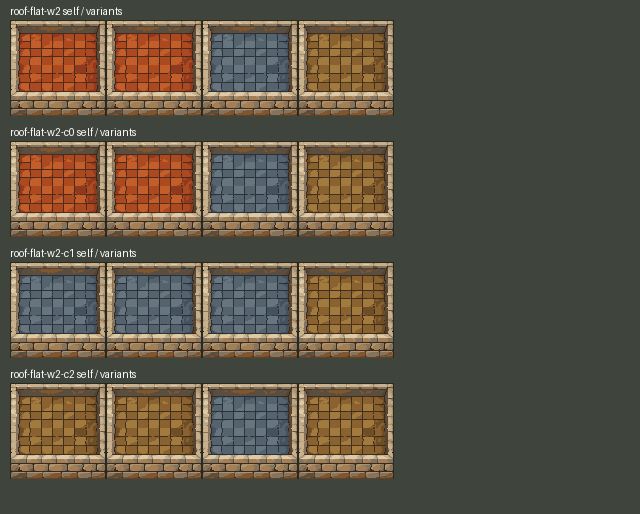 roof-flat-w2 self / variants
roof-flat-w2-c0 self / variants
roof-flat-w2-c1 self / variants
roof-flat-w2-c2 self / variants